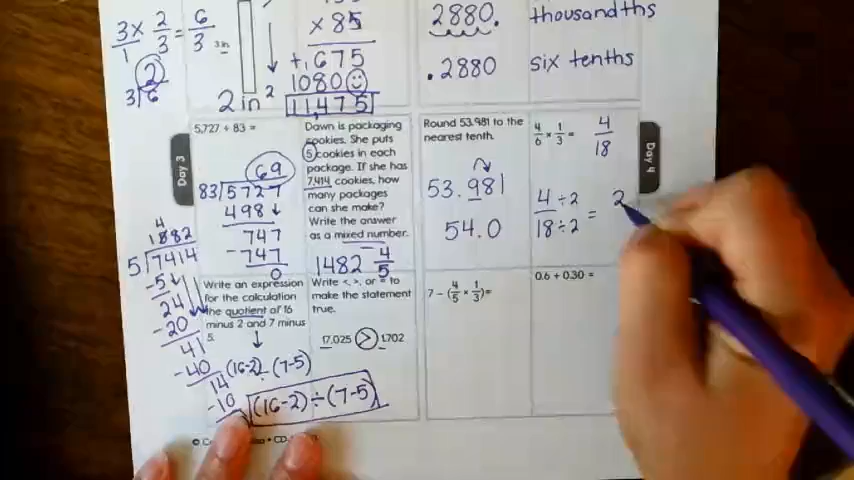 3 × 2 = 6
1 3 3
2
3 6
3 in
2 in 2
× 85
+ 675
1080
11,475
2880.
thousandths
.2880
six tenths
Day 3
5,727 ÷ 83 =
69
83 5727
498
747
-747
0
Dawn is packaging
cookies. She puts
5 cookies in each
package. If she has
7,414 cookies, how
many packages
can she make?
Write the answer
as a mixed number.
1482 4
5
5 7414
-5
24
-20
41
-40
14
-10
Write an expression
for the calculation
the quotient of 16
minus 2 and 7 minus
5.
(16-2) (7-5)
(16-2) ÷ (7-5)
Write <, >, or = to
make the statement
true.
17.025 > 1.702
Round 53.981 to the
nearest tenth.
53.981
54.0
4/6 × 1/3 =
4
18
4 ÷ 2
18 ÷ 2
=
2
Day 4
7 – (4/5 × 1/3) =
0.6 + 0.30 =